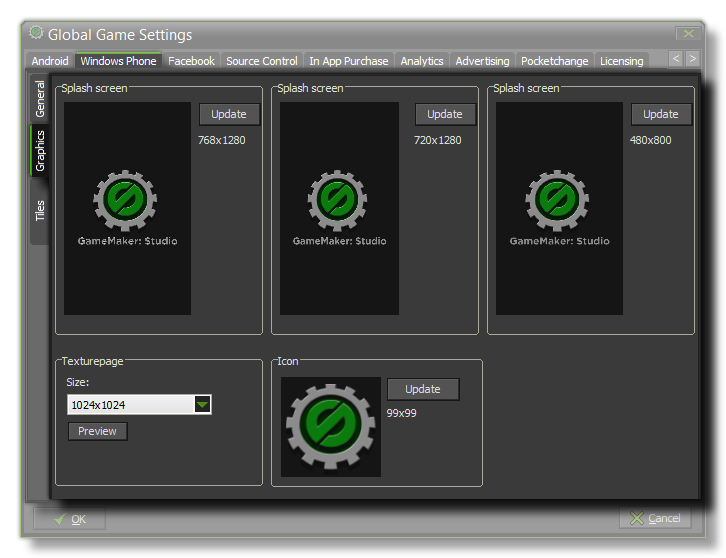 Global Game Settings
Android Windows Phone Facebook Source Control In App Purchase Analytics Advertising Pocketchange Licensing < >
General
Graphics
Tiles
Splash screen
Update
768x1280
GameMaker: Studio
Splash screen
Update
720x1280
GameMaker: Studio
Splash screen
Update
480x800
GameMaker: Studio
Texturepage
Size:
1024x1024
Preview
Icon
Update
99x99
OK
Cancel